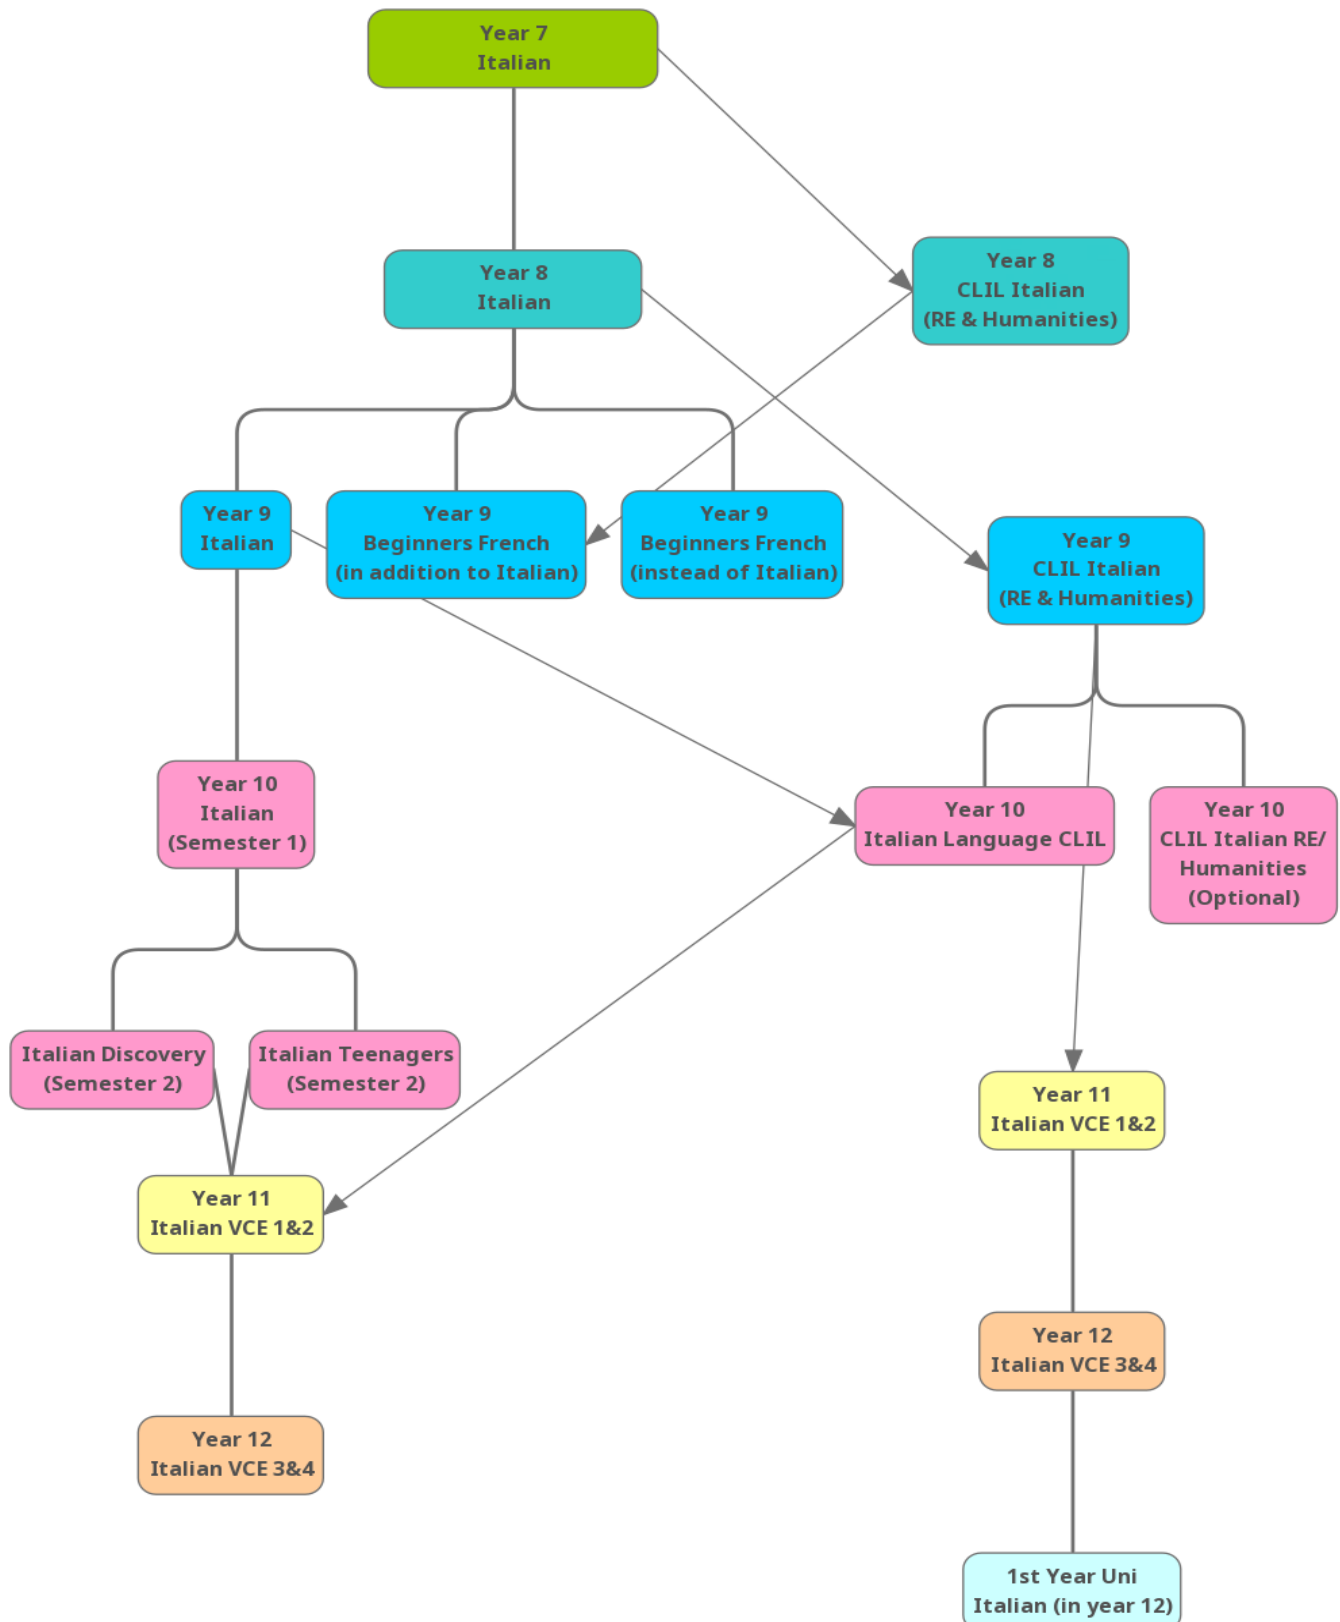 Year 7
Italian
Year 8
Italian
Year 8
CLIL Italian
(RE & Humanities)
Year 9
Italian
Year 9
Beginners French
(in addition to Italian)
Year 9
Beginners French
(instead of Italian)
Year 9
CLIL Italian
(RE & Humanities)
Year 10
Italian
(Semester 1)
Year 10
Italian Language CLIL
Year 10
CLIL Italian RE/
Humanities
(Optional)
Italian Discovery
(Semester 2)
Italian Teenagers
(Semester 2)
Year 11
Italian VCE 1&2
Year 11
Italian VCE 1&2
Year 12
Italian VCE 3&4
Year 12
Italian VCE 3&4
1st Year Uni
Italian (in year 12)